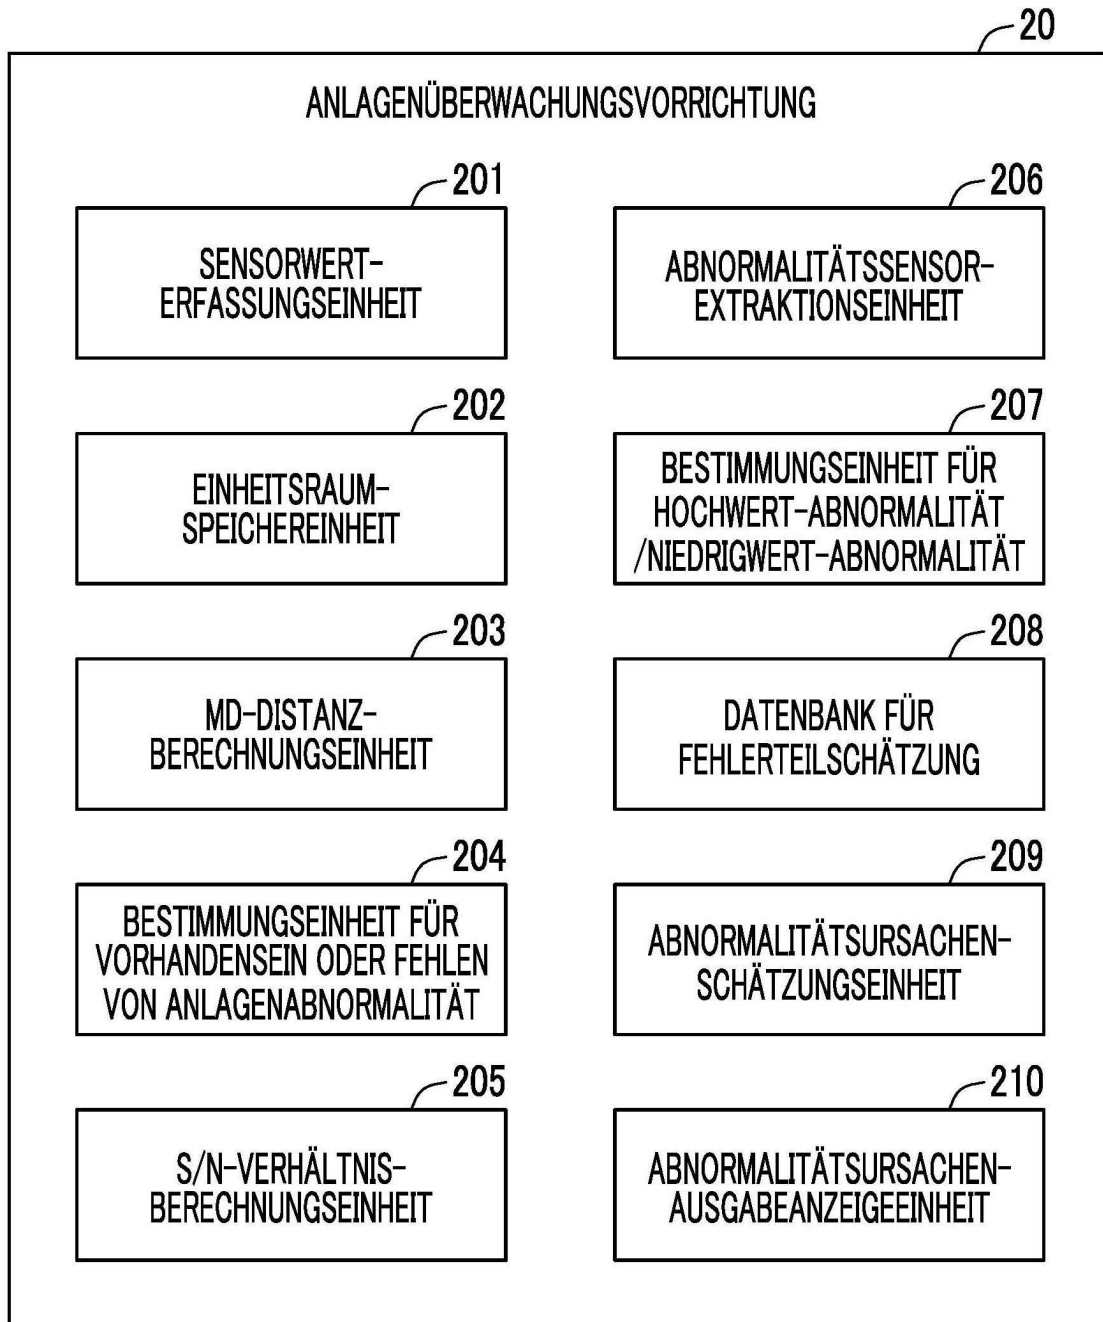 20
ANLAGENÜBERWACHUNGSVORRICHTUNG
201
SENSORWERT-
ERFASSUNGSEINHEIT
202
EINHEITSRAUM-
SPEICHEREINHEIT
203
MD-DISTANZ-
BERECHNUNGSEINHEIT
204
BESTIMMUNGSEINHEIT FÜR
VORHANDENSEIN ODER FEHLEN
VON ANLAGENABNORMALITÄT
205
S/N-VERHÄLTNIS-
BERECHNUNGSEINHEIT
206
ABNORMALITÄTSSENSOR-
EXTRAKTIONSEINHEIT
207
BESTIMMUNGSEINHEIT FÜR
HOCHWERT-ABNORMALITÄT
/NIEDRIGWERT-ABNORMALITÄT
208
DATENBANK FÜR
FEHLERTEILSCHÄTZUNG
209
ABNORMALITÄTSURSACHEN-
SCHÄTZUNGSEINHEIT
210
ABNORMALITÄTSURSACHEN-
AUSGABEANZEIGEEINHEIT